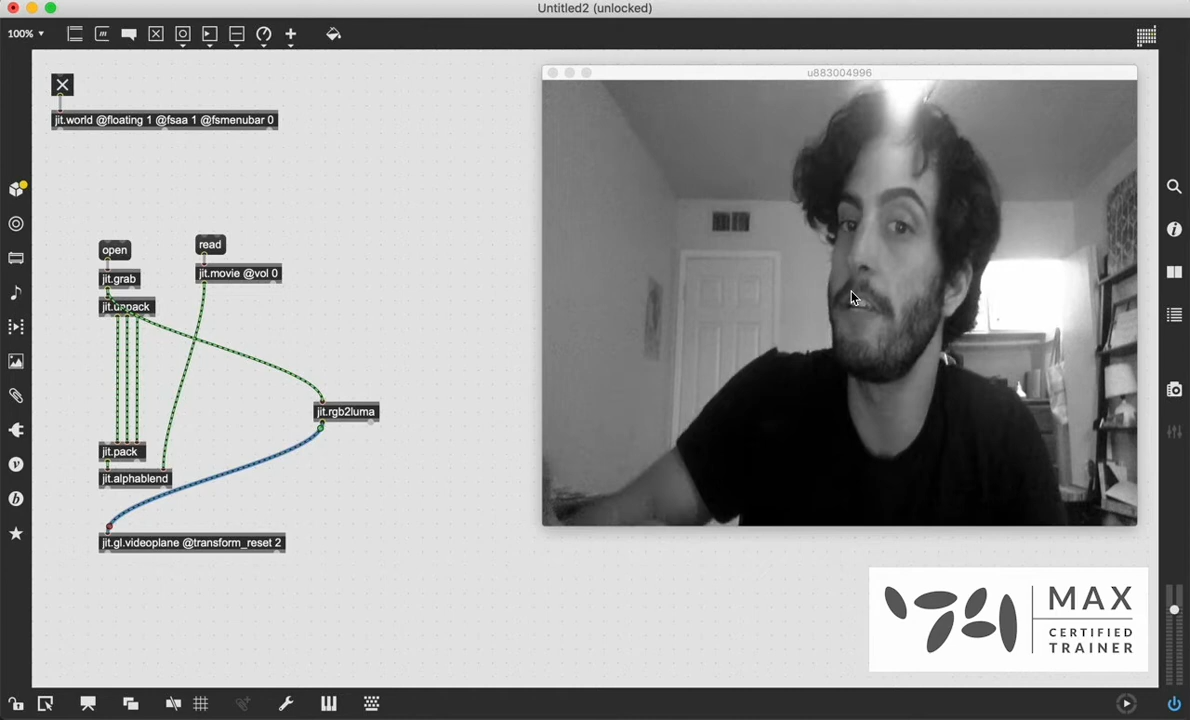 Untitled2 (unlocked)
100%
jit.world @floating 1 @fsaa 1 @fsmenubar 0
u883004996
open
read
jit.grab
jit.movie @vol 0
jit.unpack
jit.rgb2luma
jit.pack
jit.alphablend
jit.gl.videoplane @transform_reset 2
MAX
CERTIFIED
TRAINER